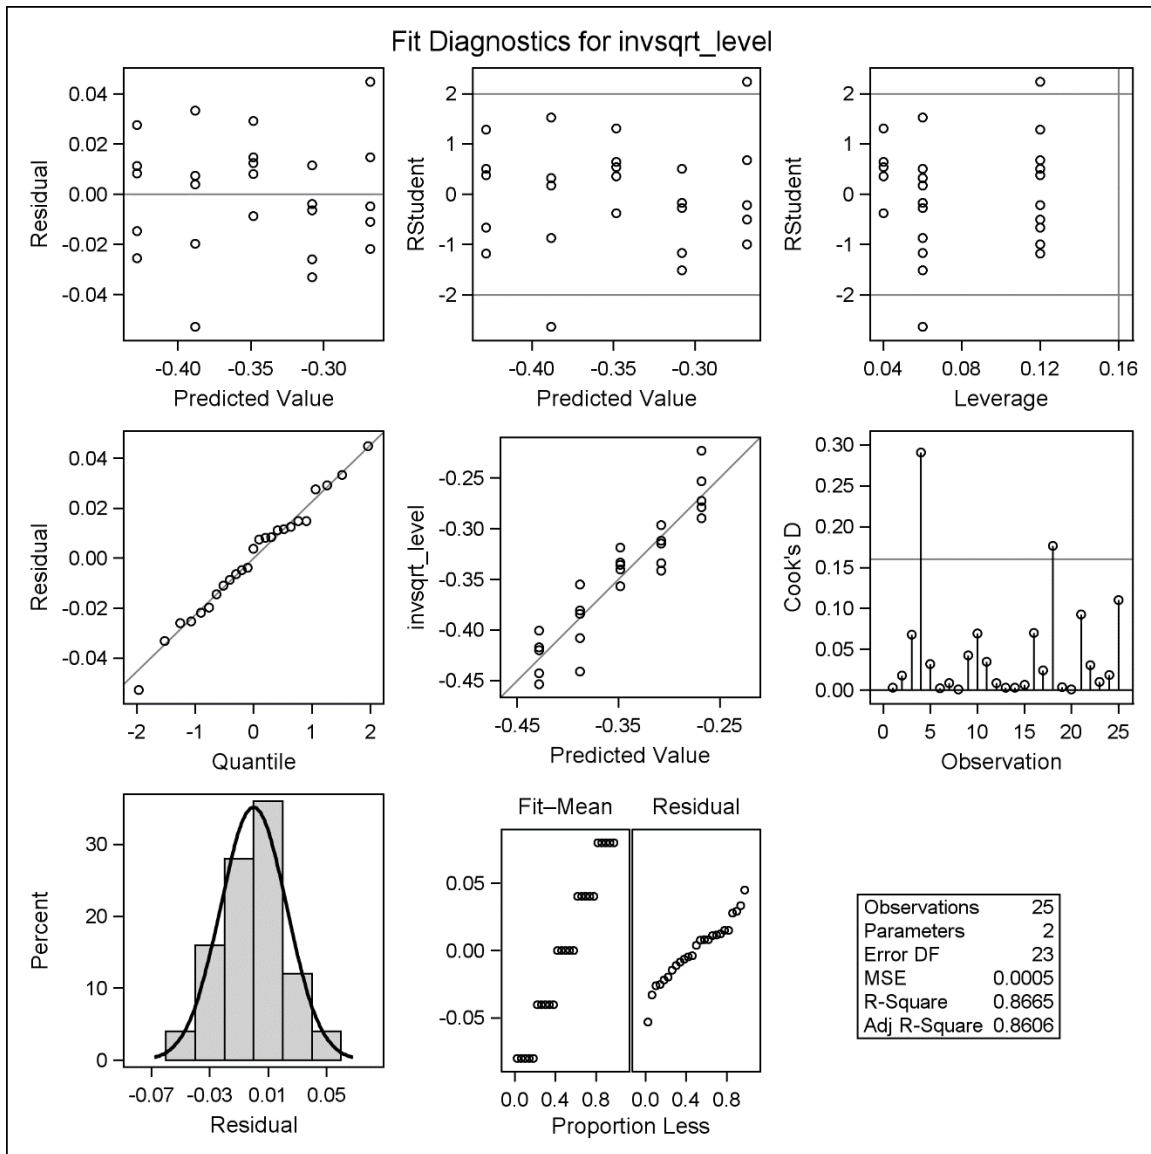 Fit Diagnostics for invsqrt_level
Residual
0.04
0.02
0.00
-0.02
-0.04
-0.40 -0.35 -0.30
Predicted Value
RStudent
2
1
0
-1
-2
-0.40 -0.35 -0.30
Predicted Value
RStudent
2
1
0
-1
-2
0.04 0.08 0.12 0.16
Leverage
Residual
0.04
0.02
0.00
-0.02
-0.04
-2 -1 0 1 2
Quantile
invsqrt_level
-0.25
-0.30
-0.35
-0.40
-0.45
-0.45 -0.35 -0.25
Predicted Value
Cook's D
0.30
0.25
0.20
0.15
0.10
0.05
0.00
0 5 10 15 20 25
Observation
Percent
30
20
10
0
-0.07 -0.03 0.01 0.05
Residual
Fit–Mean Residual
0.05
0.00
-0.05
0.0 0.4 0.8 0.0 0.4 0.8
Proportion Less
Observations 25
Parameters 2
Error DF 23
MSE 0.0005
R-Square 0.8665
Adj R-Square 0.8606